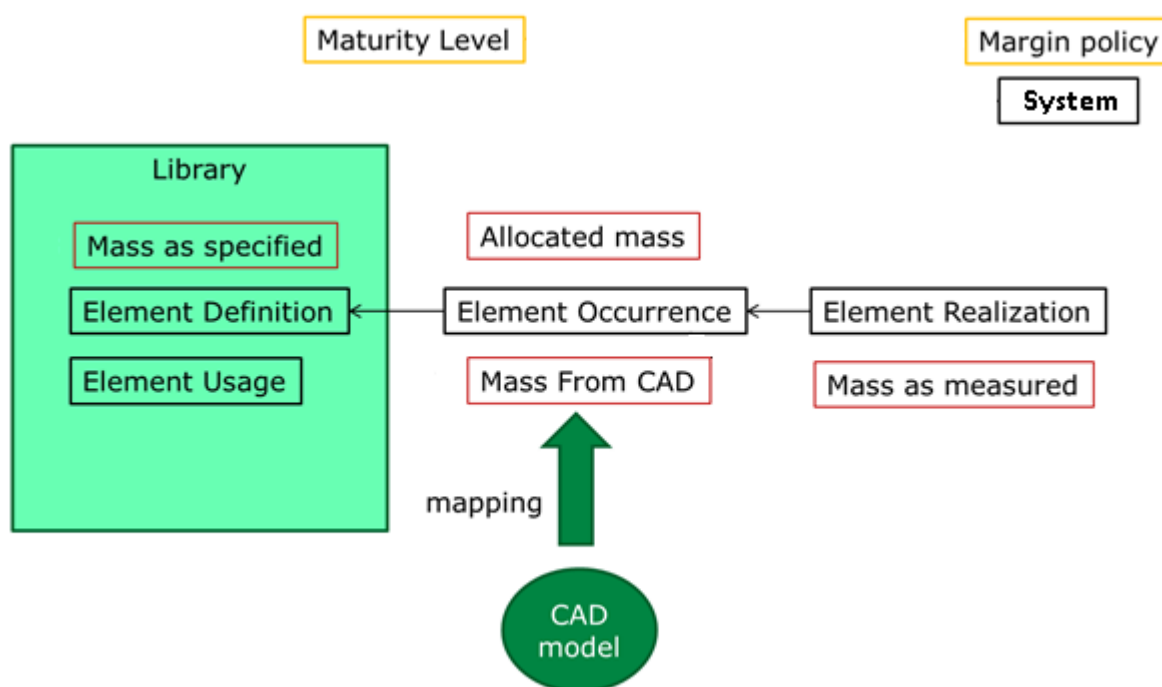 Maturity Level
Margin policy
System
Library
Mass as specified
Allocated mass
Element Definition
Element Occurrence
Element Realization
Element Usage
Mass From CAD
Mass as measured
mapping
CAD
model